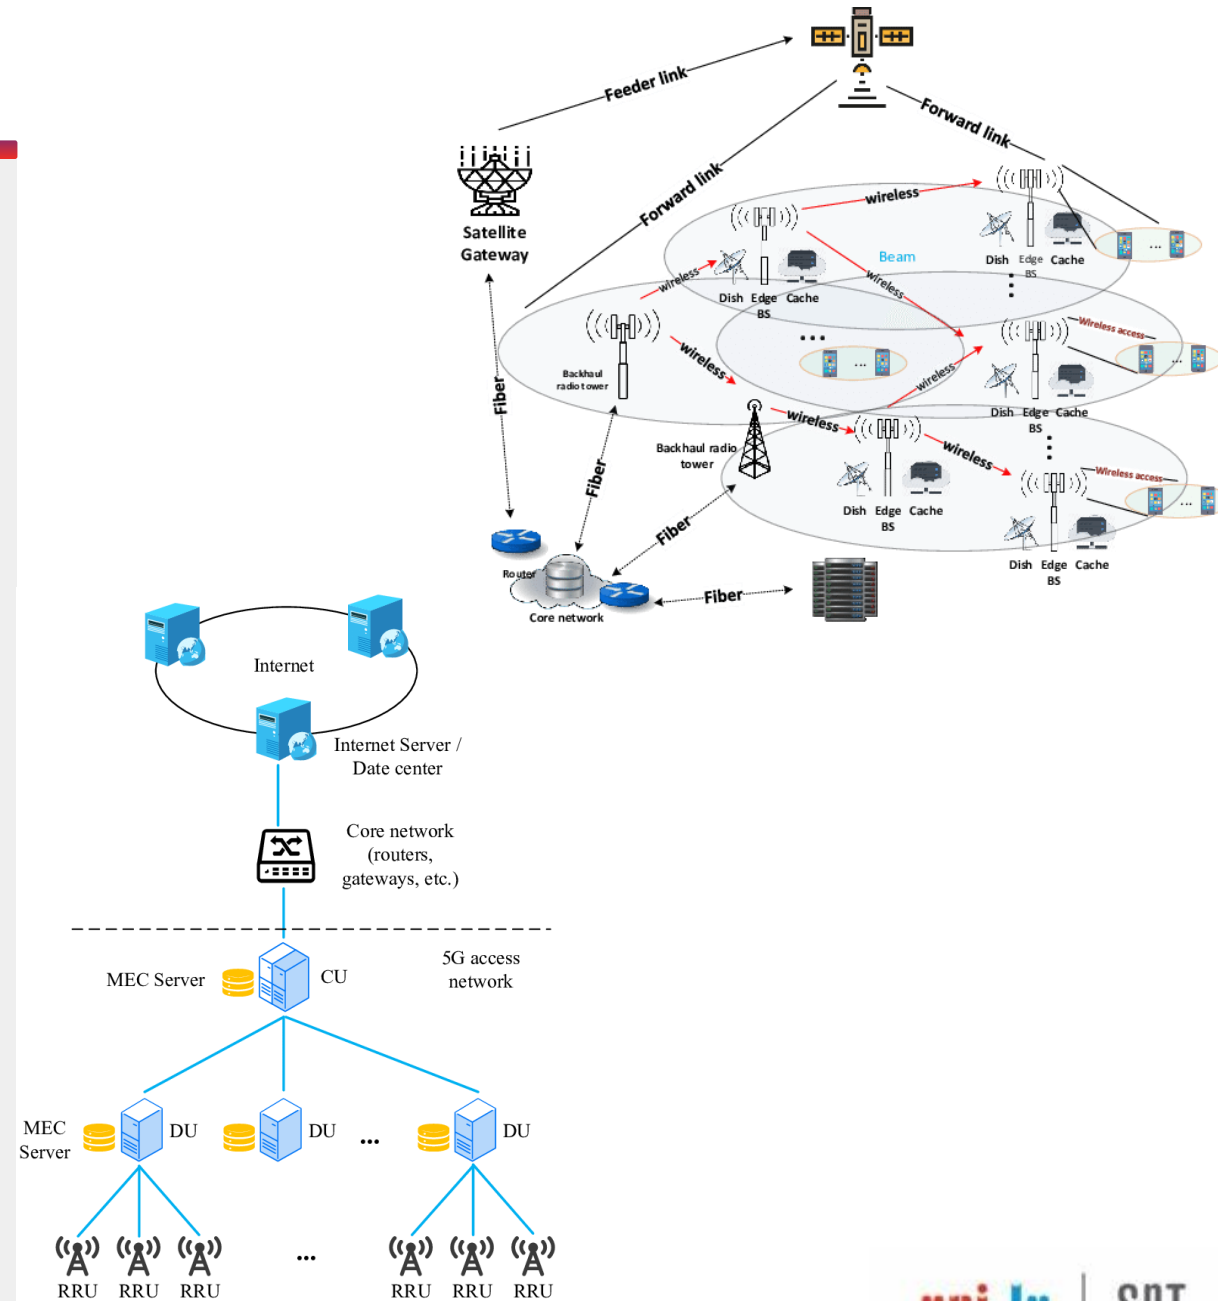 Feeder link
Forward link
Forward link
Satellite
Gateway
wireless
Beam
Dish Edge Cache
BS
wireless
Dish Edge Cache
BS
wireless
Backhaul
radio tower
wireless
wireless
Wireless access
Dish Edge Cache
BS
Fiber
Backhaul radio
tower
wireless
wireless
Wireless access
Fiber
Dish Edge Cache
BS
Dish Edge Cache
BS
Fiber
Router
Core network
Fiber
Internet
Internet Server /
Date center
Core network
(routers,
gateways, etc.)
5G access
network
MEC Server
CU
MEC
Server
DU
DU
...
DU
...
RRU RRU RRU
RRU RRU RRU